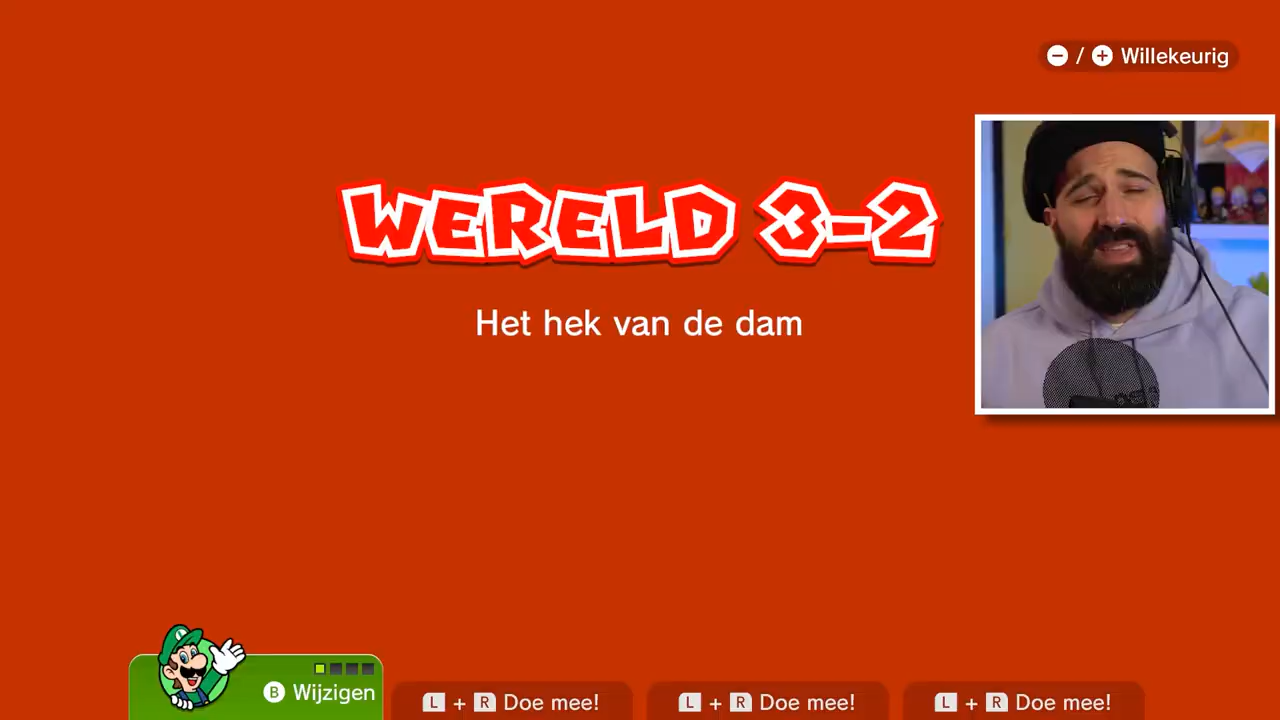 − / + Willekeurig
WERELD 3-2
Het hek van de dam
B Wijzigen
L + R Doe mee!
L + R Doe mee!
L + R Doe mee!